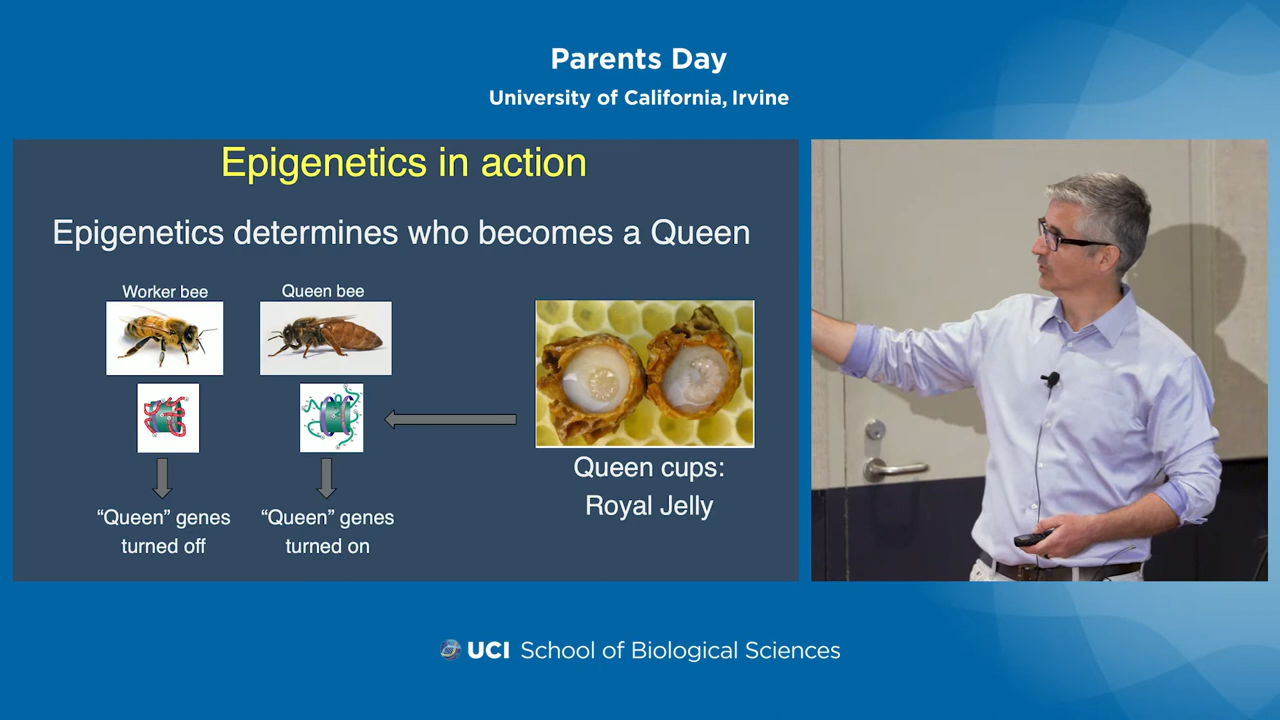 Parents Day
University of California, Irvine
Epigenetics in action
Epigenetics determines who becomes a Queen
Worker bee
Queen bee
Queen cups:
Royal Jelly
“Queen” genes
turned off
“Queen” genes
turned on
UCI School of Biological Sciences